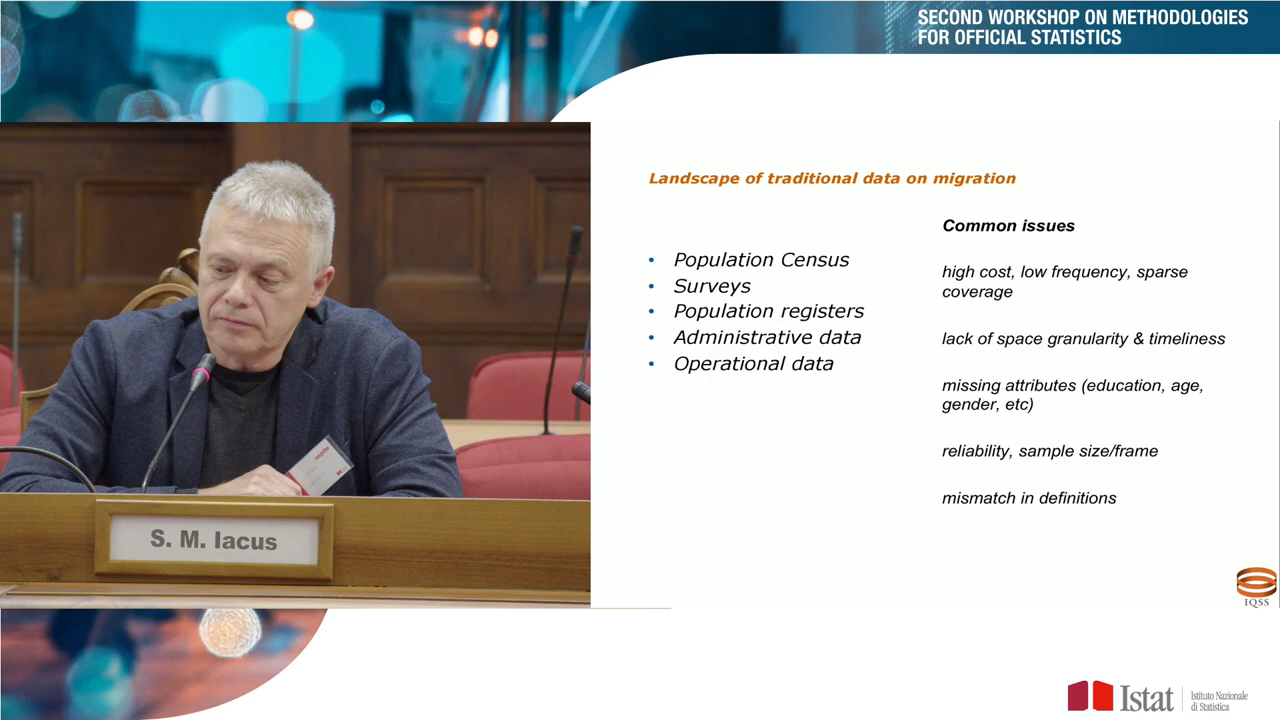 SECOND WORKSHOP ON METHODOLOGIES
FOR OFFICIAL STATISTICS
Landscape of traditional data on migration
• Population Census
• Surveys
• Population registers
• Administrative data
• Operational data
Common issues
high cost, low frequency, sparse
coverage
lack of space granularity & timeliness
missing attributes (education, age,
gender, etc)
reliability, sample size/frame
mismatch in definitions
S. M. Iacus
IQSS
Istat
Istituto Nazionale
di Statistica